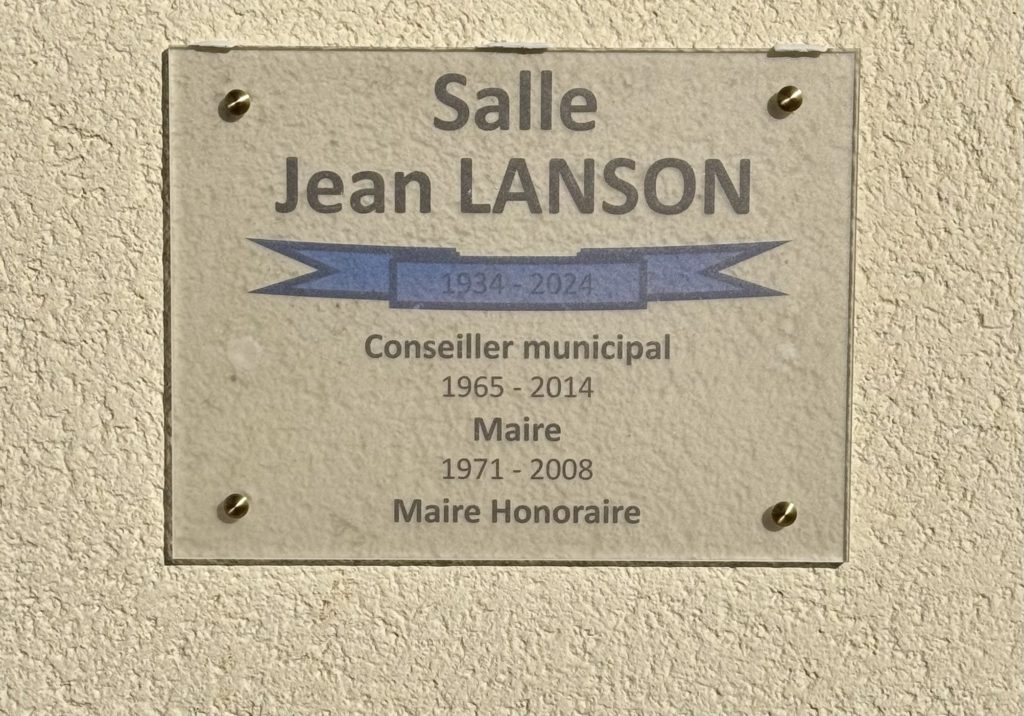 Salle
Jean LANSON
1934 - 2024
Conseiller municipal
1965 - 2014
Maire
1971 - 2008
Maire Honoraire